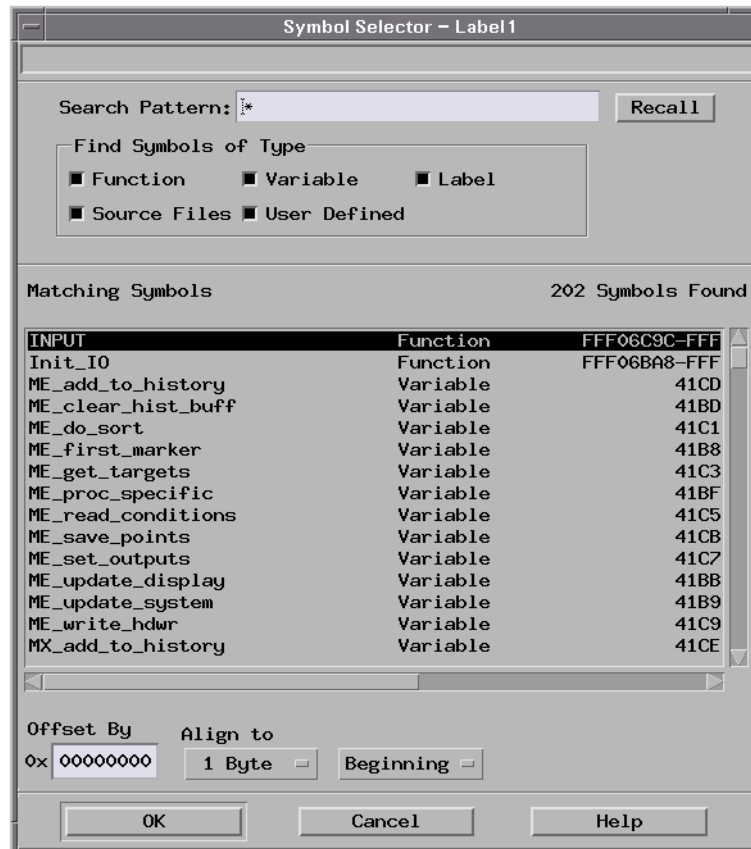 Symbol Selector – Label1
Search Pattern: *
Recall
Find Symbols of Type
Function Variable Label
Source Files User Defined
Matching Symbols 202 Symbols Found
INPUT Function FFF06C9C-FFF
Init_IO Function FFF06BA8-FFF
ME_add_to_history Variable 41CD
ME_clear_hist_buff Variable 41BD
ME_do_sort Variable 41C1
ME_first_marker Variable 41B8
ME_get_targets Variable 41C3
ME_proc_specific Variable 41BF
ME_read_conditions Variable 41C5
ME_save_points Variable 41CB
ME_set_outputs Variable 41C7
ME_update_display Variable 41BB
ME_update_system Variable 41B9
ME_write_hdwr Variable 41C9
MX_add_to_history Variable 41CE
Offset By Align to
0x 00000000 1 Byte Beginning
OK Cancel Help